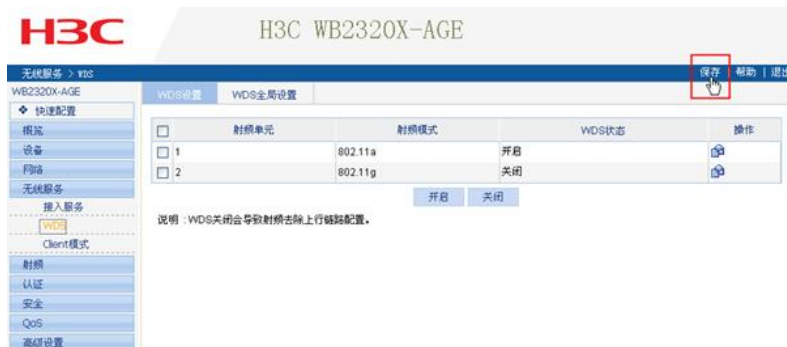 H3C H3C WB2320X-AGE
无线服务 > WDS 保存 | 帮助 | 退出
WB2320X-AGE
WDS设置 WDS全局设置
快速配置
概览
设备
网络
无线服务
接入服务
WDS
Client模式
射频
认证
安全
QoS
高级设置
射频单元 射频模式 WDS状态 操作
1 802.11a 开启
2 802.11g 关闭
开启 关闭
说明：WDS关闭会导致射频去除上行链路配置。